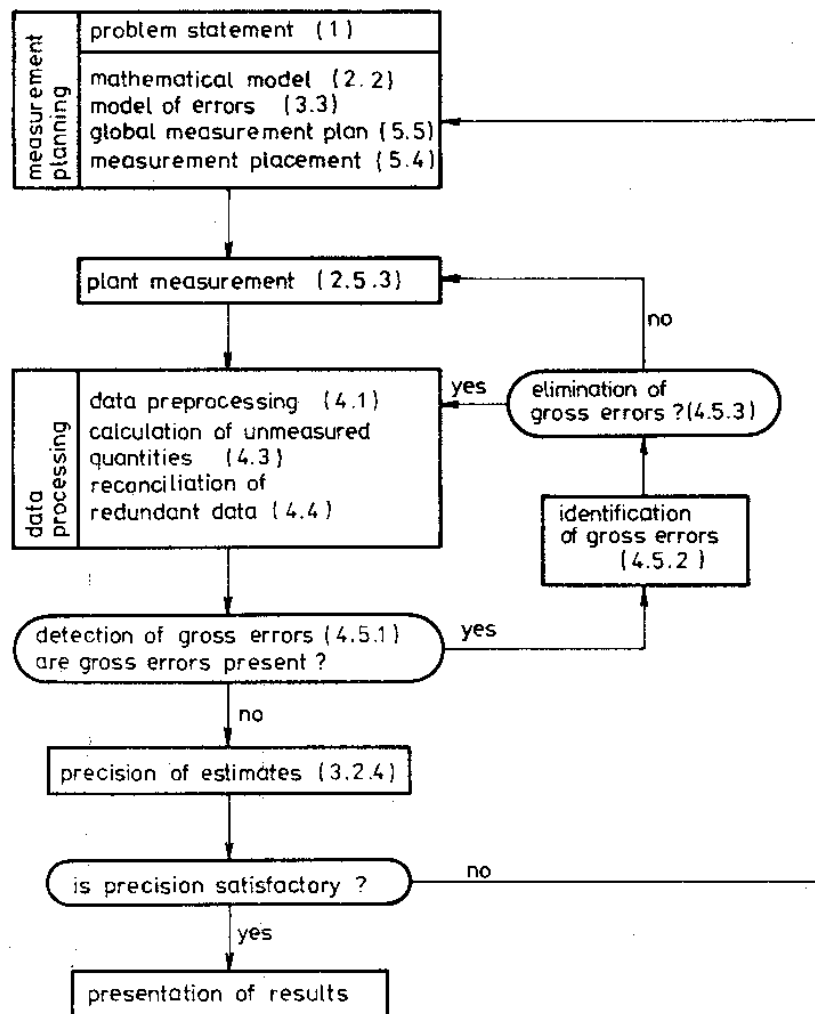 measurement
planning
problem statement (1)
mathematical model (2.2)
model of errors (3.3)
global measurement plan (5.5)
measurement placement (5.4)
plant measurement (2.5.3)
no
data
processing
data preprocessing (4.1)
calculation of unmeasured
quantities (4.3)
reconciliation of
redundant data (4.4)
yes
elimination of
gross errors ? (4.5.3)
identification
of gross errors
(4.5.2)
detection of gross errors (4.5.1)
are gross errors present ?
yes
no
precision of estimates (3.2.4)
is precision satisfactory ?
no
yes
presentation of results